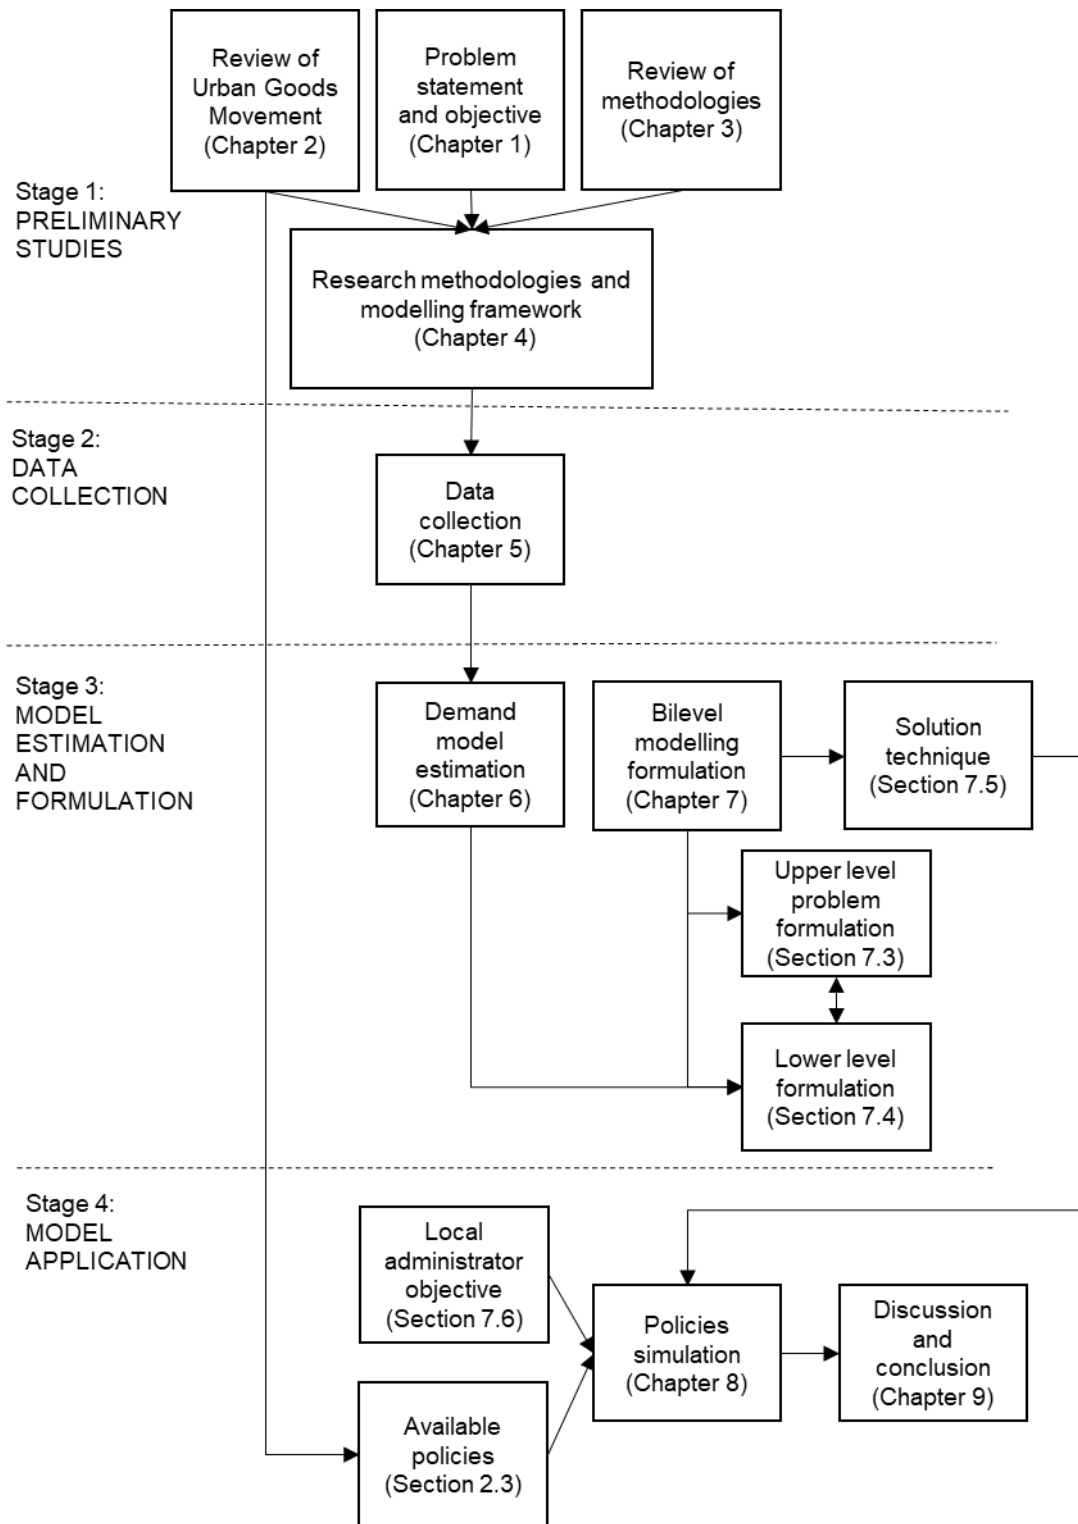 Review of
Urban Goods
Movement
(Chapter 2)
Problem
statement
and objective
(Chapter 1)
Review of
methodologies
(Chapter 3)
Stage 1:
PRELIMINARY
STUDIES
Research methodologies and
modelling framework
(Chapter 4)
Stage 2:
DATA
COLLECTION
Data
collection
(Chapter 5)
Stage 3:
MODEL
ESTIMATION
AND
FORMULATION
Demand
model
estimation
(Chapter 6)
Bilevel
modelling
formulation
(Chapter 7)
Solution
technique
(Section 7.5)
Upper level
problem
formulation
(Section 7.3)
Lower level
formulation
(Section 7.4)
Stage 4:
MODEL
APPLICATION
Local
administrator
objective
(Section 7.6)
Policies
simulation
(Chapter 8)
Discussion
and
conclusion
(Chapter 9)
Available
policies
(Section 2.3)